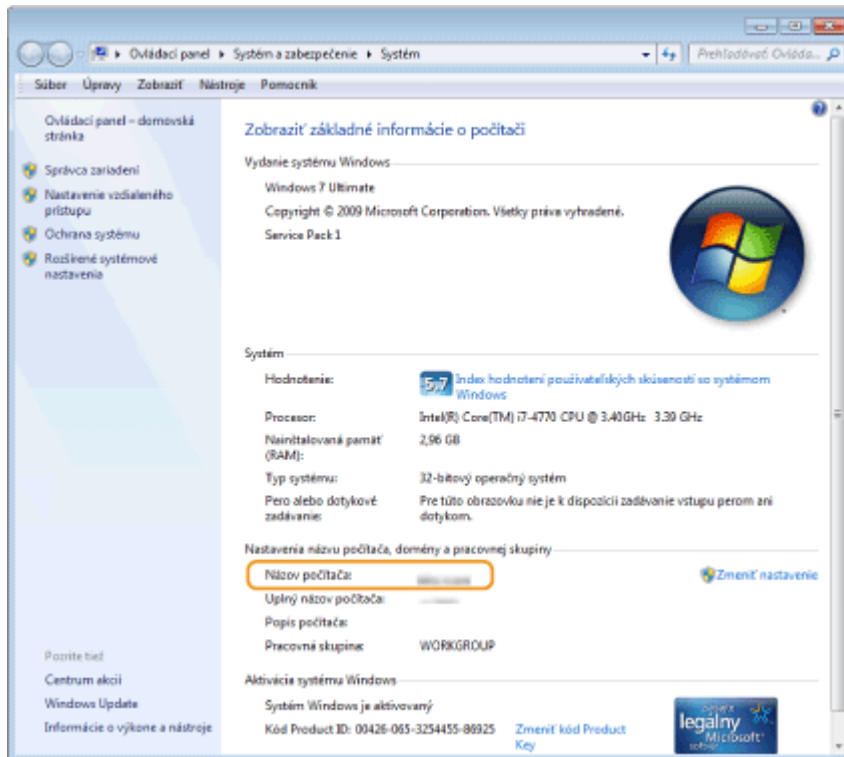 Ovládací panel ▸ Systém a zabezpečenie ▸ Systém
Prehľadávať Ovláda...
Súbor Úpravy Zobraziť Nástroje Pomocník
Ovládací panel – domovská
stránka
Správca zariadení
Nastavenie vzdialeného
prístupu
Ochrana systému
Rozšírené systémové
nastavenia
Pozrite tiež
Centrum akcií
Windows Update
Informácie o výkone a nástroje
Zobraziť základné informácie o počítači
Vydanie systému Windows
Windows 7 Ultimate
Copyright © 2009 Microsoft Corporation. Všetky práva vyhradené.
Service Pack 1
Systém
Hodnotenie: 5,7 Index hodnotení používateľských skúseností so systémom
Windows
Procesor: Intel(R) Core(TM) i7-4770 CPU @ 3.40GHz 3.39 GHz
Nainštalovaná pamäť
(RAM): 2,96 GB
Typ systému: 32-bitový operačný systém
Pero alebo dotykové
zadávanie: Pre túto obrazovku nie je k dispozícii zadávanie vstupu perom ani
dotykom.
Nastavenia názvu počítača, domény a pracovnej skupiny
Názov počítača:
Zmeniť nastavenie
Úplný názov počítača:
Popis počítača:
Pracovná skupina: WORKGROUP
Aktivácia systému Windows
Systém Windows je aktivovaný
Kód Product ID: 00426-065-3254455-86925 Zmeniť kód Product
Key
legálny
Microsoft